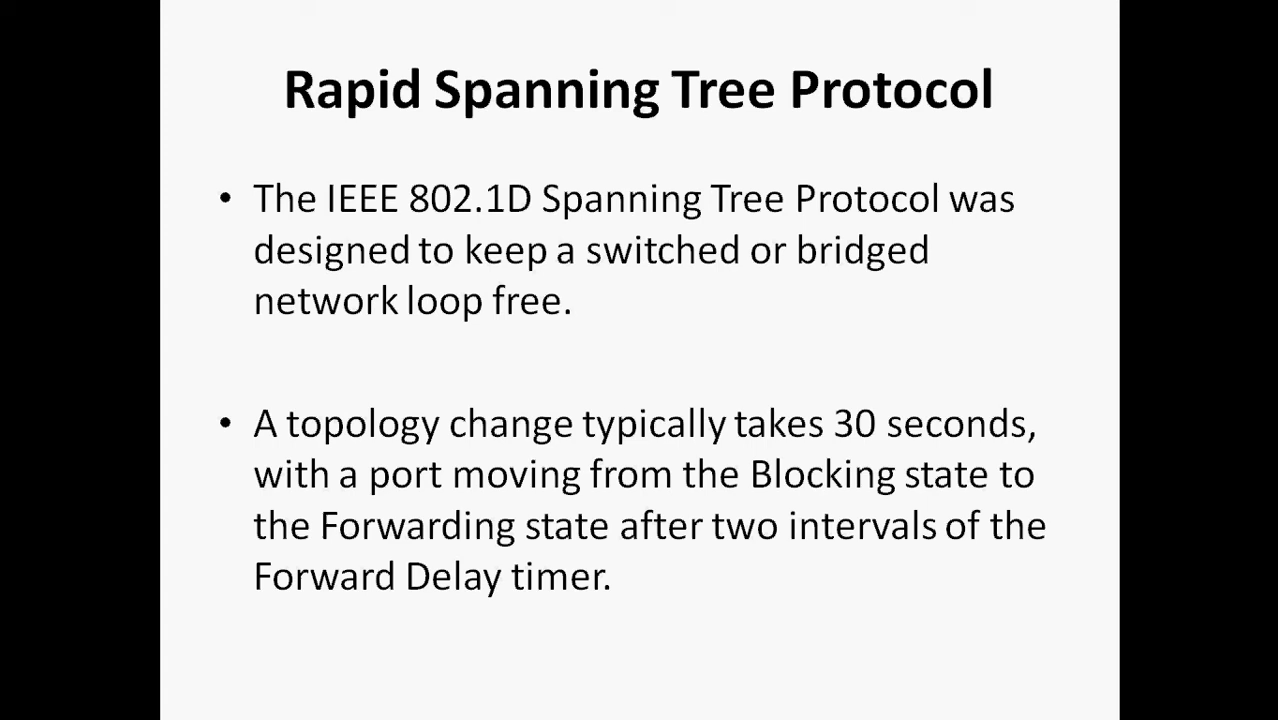 Rapid Spanning Tree Protocol
• The IEEE 802.1D Spanning Tree Protocol was
designed to keep a switched or bridged
network loop free.
• A topology change typically takes 30 seconds,
with a port moving from the Blocking state to
the Forwarding state after two intervals of the
Forward Delay timer.